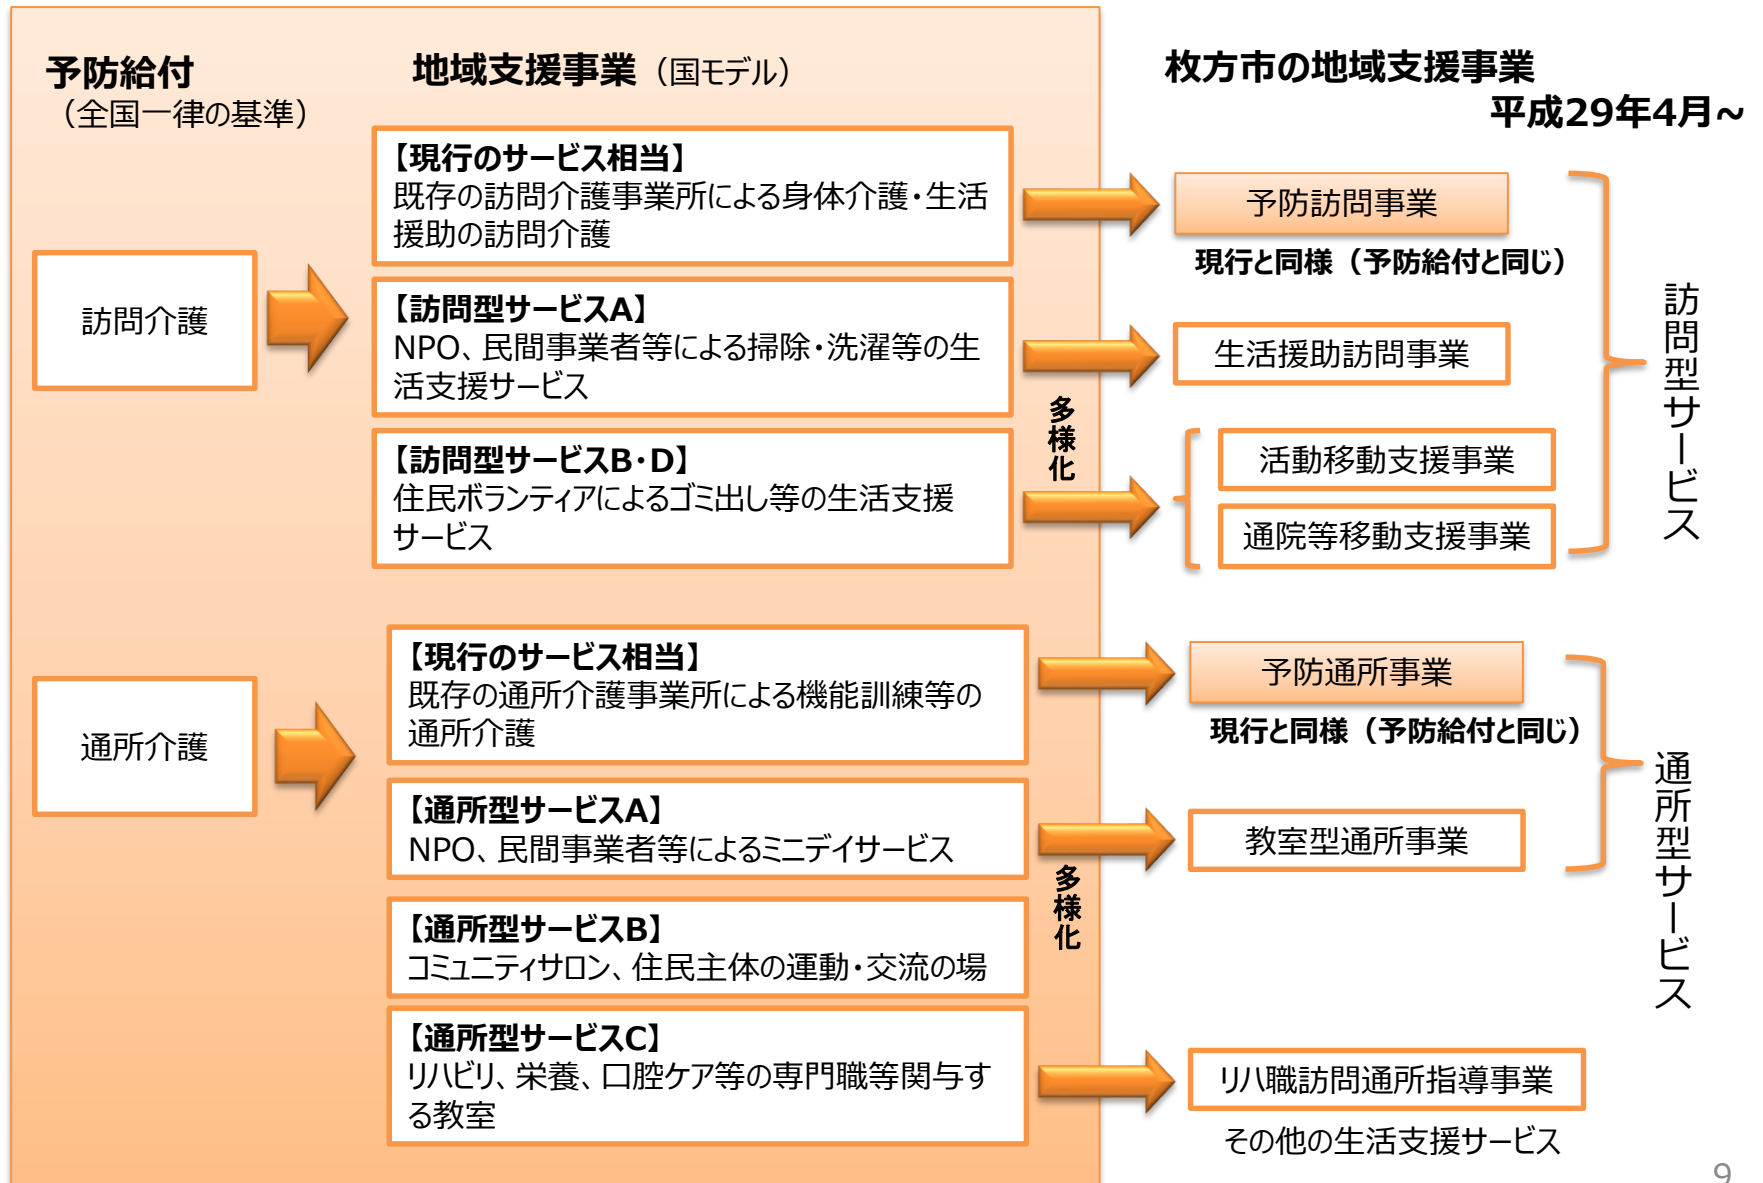 予防給付
（全国一律の基準）
地域支援事業（国モデル）
枚方市の地域支援事業
平成29年4月~
訪問介護
【現行のサービス相当】
既存の訪問介護事業所による身体介護・生活
援助の訪問介護
【訪問型サービスA】
NPO、民間事業者等による掃除・洗濯等の生
活支援サービス
【訪問型サービスB・D】
住民ボランティアによるゴミ出し等の生活支援
サービス
多様化
予防訪問事業
現行と同様（予防給付と同じ）
生活援助訪問事業
活動移動支援事業
通院等移動支援事業
訪問型サービス
通所介護
【現行のサービス相当】
既存の通所介護事業所による機能訓練等の
通所介護
【通所型サービスA】
NPO、民間事業者等によるミニデイサービス
【通所型サービスB】
コミュニティサロン、住民主体の運動・交流の場
【通所型サービスC】
リハビリ、栄養、口腔ケア等の専門職等関与す
る教室
多様化
予防通所事業
現行と同様（予防給付と同じ）
教室型通所事業
通所型サービス
リハ職訪問通所指導事業
その他の生活支援サービス
9